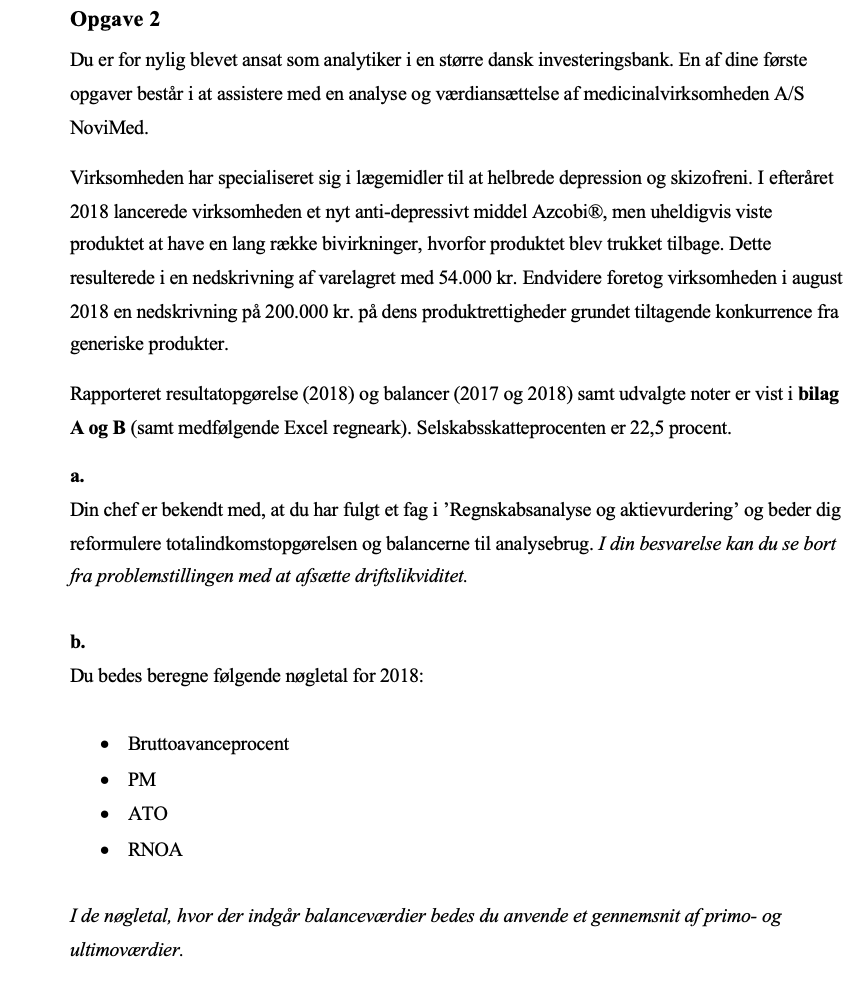 Opgave 2
Du er for nylig blevet ansat som analytiker i en større dansk investeringsbank. En af dine første
opgaver består i at assistere med en analyse og værdiansættelse af medicinalvirksomheden A/S
NoviMed.
Virksomheden har specialiseret sig i lægemidler til at helbrede depression og skizofreni. I efteråret
2018 lancerede virksomheden et nyt anti-depressivt middel Azcobi®, men uheldigvis viste
produktet at have en lang række bivirkninger, hvorfor produktet blev trukket tilbage. Dette
resulterede i en nedskrivning af varelagret med 54.000 kr. Endvidere foretog virksomheden i august
2018 en nedskrivning på 200.000 kr. på dens produktrettigheder grundet tiltagende konkurrence fra
generiske produkter.
Rapporteret resultatopgørelse (2018) og balancer (2017 og 2018) samt udvalgte noter er vist i bilag
A og B (samt medfølgende Excel regneark). Selskabsskatteprocenten er 22,5 procent.
a.
Din chef er bekendt med, at du har fulgt et fag i ’Regnskabsanalyse og aktievurdering’ og beder dig
reformulere totalindkomstopgørelsen og balancerne til analysebrug. I din besvarelse kan du se bort
fra problemstillingen med at afsætte driftslikviditet.
b.
Du bedes beregne følgende nøgletal for 2018:
• Bruttoavanceprocent
• PM
• ATO
• RNOA
I de nøgletal, hvor der indgår balanceværdier bedes du anvende et gennemsnit af primo- og
ultimoværdier.